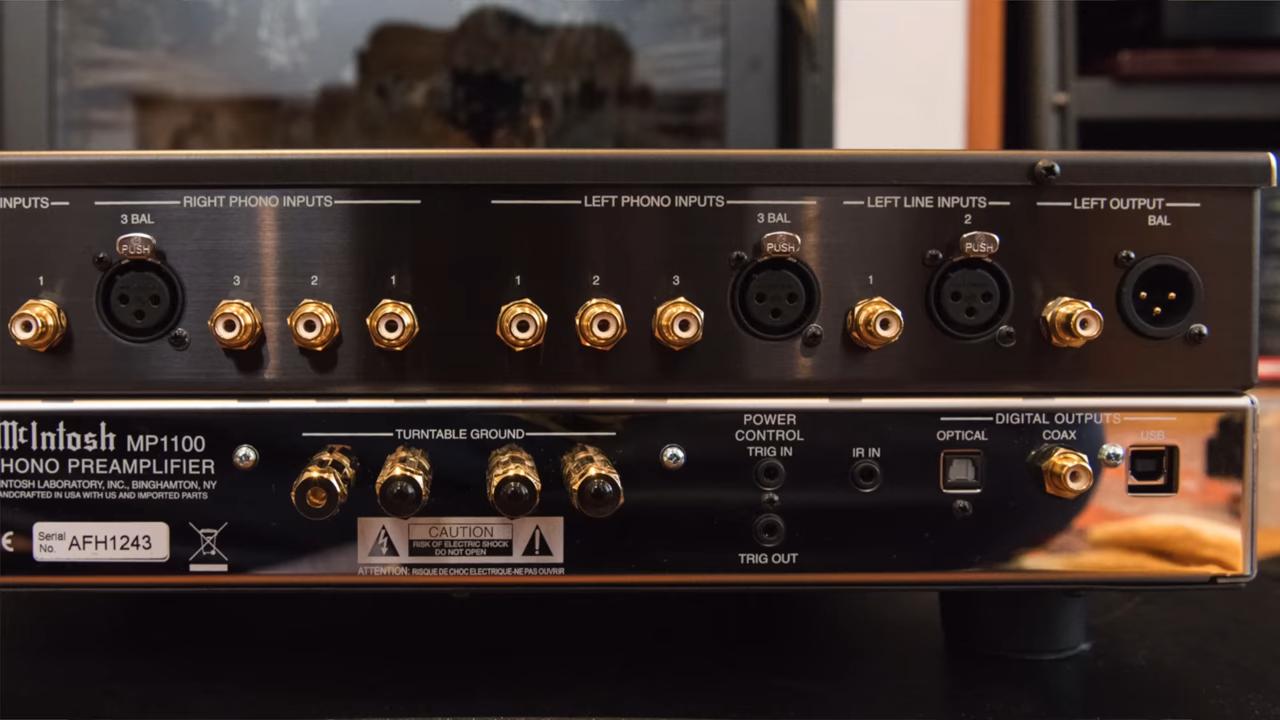 INPUTS
RIGHT PHONO INPUTS
LEFT PHONO INPUTS
LEFT LINE INPUTS
LEFT OUTPUT
3 BAL
3 BAL
2
BAL
PUSH
PUSH
PUSH
1
3
2
1
1
2
3
1
McIntosh MP1100
HONO PREAMPLIFIER
INTOSH LABORATORY, INC., BINGHAMTON, NY
ANDCRAFTED IN USA WITH US AND IMPORTED PARTS
CE
Serial
No. AFH1243
TURNTABLE GROUND
CAUTION
RISK OF ELECTRIC SHOCK
DO NOT OPEN
ATTENTION: RISQUE DE CHOC ELECTRIQUE-NE PAS OUVRIR
POWER
CONTROL
TRIG IN
TRIG OUT
IR IN
DIGITAL OUTPUTS
OPTICAL
COAX
USB